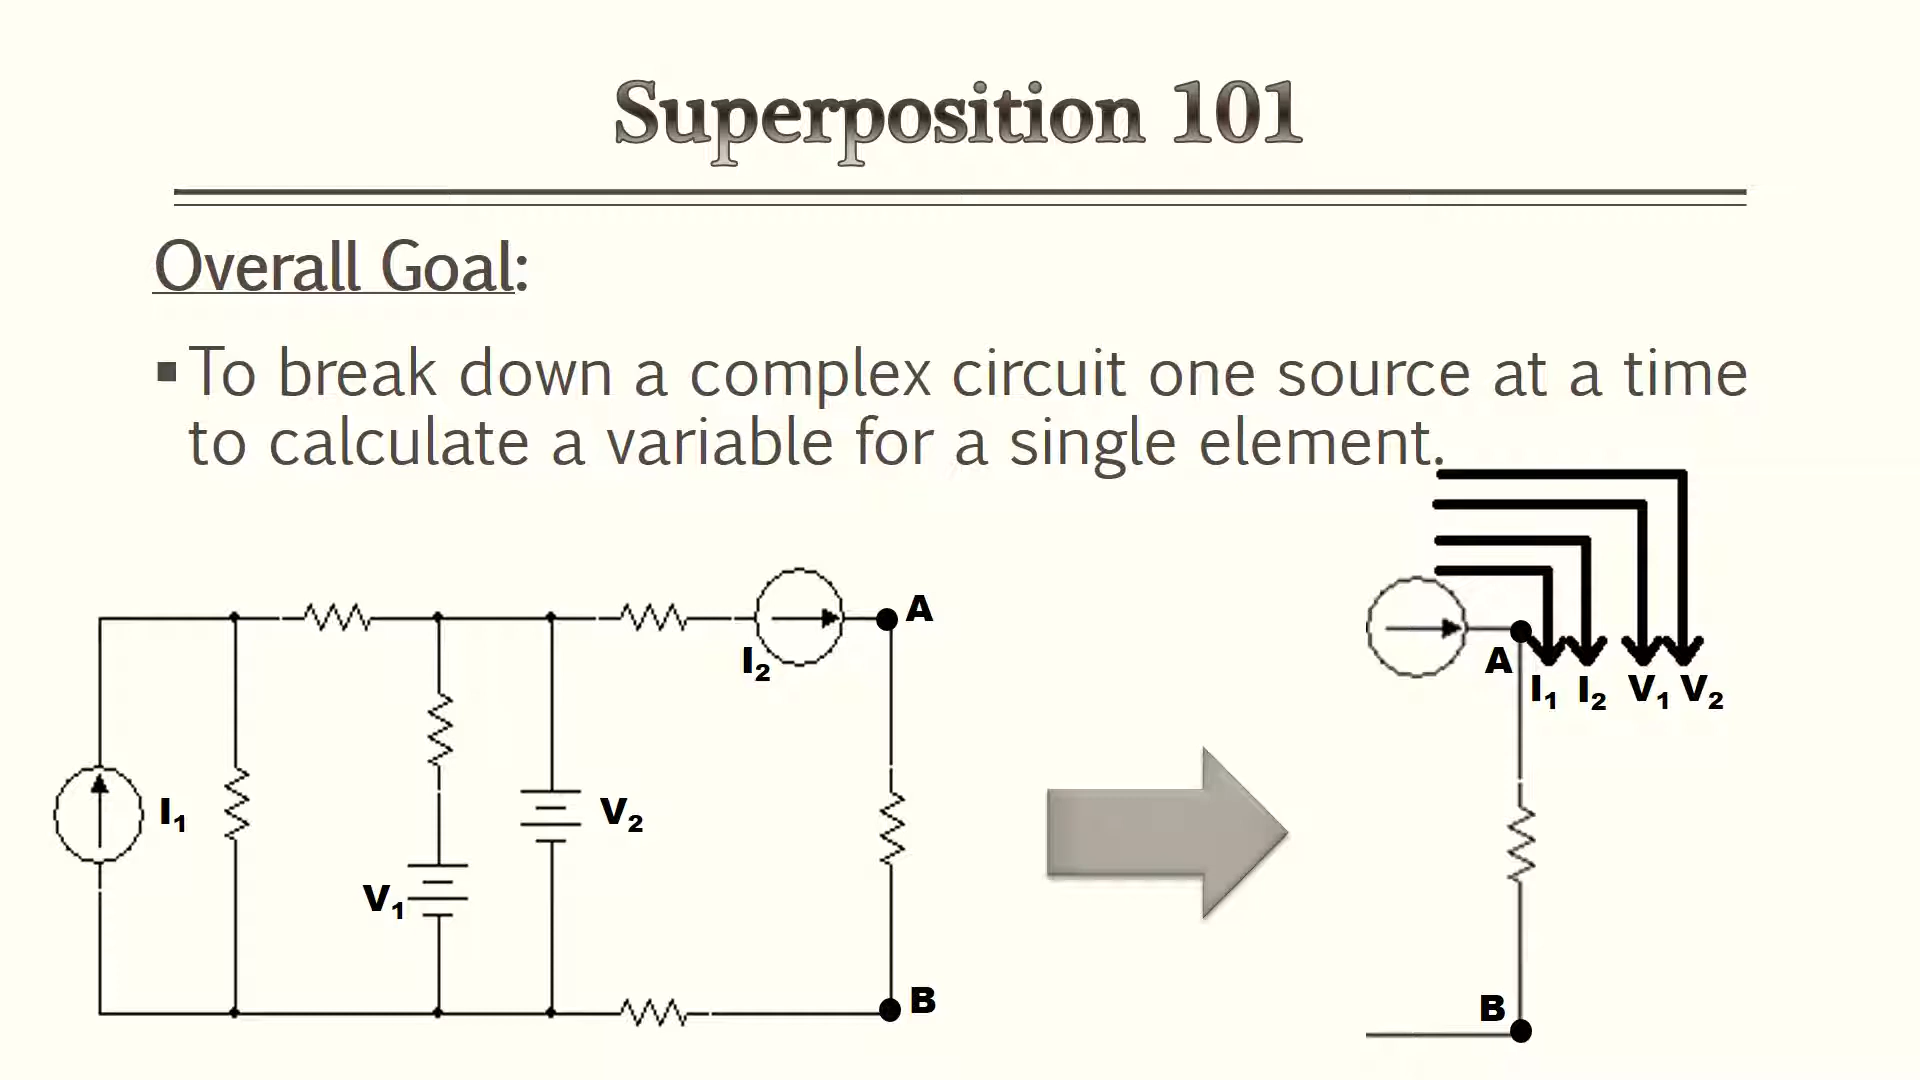 Superposition 101
Overall Goal:
▪ To break down a complex circuit one source at a time
to calculate a variable for a single element.
A
I₂
A
I₁ I₂ V₁ V₂
I₁
V₂
V₁
B
B